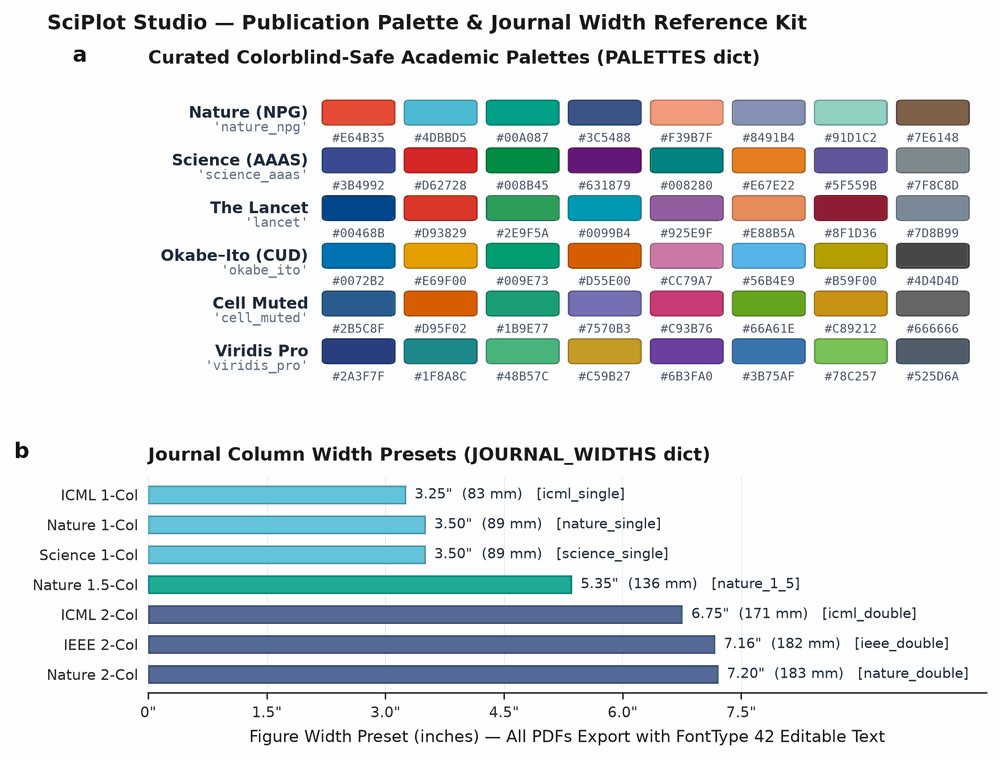 SciPlot Studio — Publication Palette & Journal Width Reference Kit
a
Curated Colorblind-Safe Academic Palettes (PALETTES dict)
Nature (NPG)
'nature_npg'
#E64B35 #4DBBD5 #00A087 #3C5488 #F39B7F #8491B4 #91D1C2 #7E6148
Science (AAAS)
'science_aaas'
#3B4992 #D62728 #008B45 #631879 #008280 #E67E22 #5F559B #7F8C8D
The Lancet
'lancet'
#00468B #D93829 #2E9F5A #0099B4 #925E9F #E88B5A #8F1D36 #7D8B99
Okabe–Ito (CUD)
'okabe_ito'
#0072B2 #E69F00 #009E73 #D55E00 #CC79A7 #56B4E9 #B59F00 #4D4D4D
Cell Muted
'cell_muted'
#2B5C8F #D95F02 #1B9E77 #7570B3 #C93B76 #66A61E #C89212 #666666
Viridis Pro
'viridis_pro'
#2A3F7F #1F8A8C #48B57C #C59B27 #6B3FA0 #3B75AF #78C257 #525D6A
b
Journal Column Width Presets (JOURNAL_WIDTHS dict)
ICML 1-Col 3.25" (83 mm) [icml_single]
Nature 1-Col 3.50" (89 mm) [nature_single]
Science 1-Col 3.50" (89 mm) [science_single]
Nature 1.5-Col 5.35" (136 mm) [nature_1_5]
ICML 2-Col 6.75" (171 mm) [icml_double]
IEEE 2-Col 7.16" (182 mm) [ieee_double]
Nature 2-Col 7.20" (183 mm) [nature_double]
0" 1.5" 3.0" 4.5" 6.0" 7.5"
Figure Width Preset (inches) — All PDFs Export with FontType 42 Editable Text